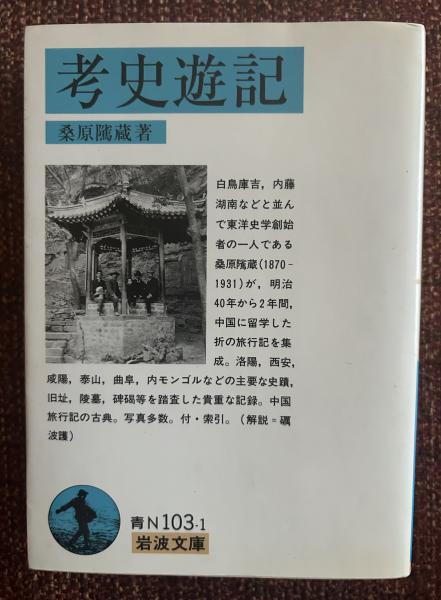 考史遊記
桑原隲蔵著
白鳥庫吉，内藤
湖南などと並ん
で東洋史学創始
者の一人である
桑原隲蔵(1870-
1931)が，明治
40年から2年間，
中国に留学した
折の旅行記を集
成。洛陽，西安，
咸陽，泰山，曲阜，内モンゴルなどの主要な史蹟，
旧址，陵墓，碑碣等を踏査した貴重な記録。中国
旅行記の古典。写真多数。付・索引。(解説＝礪
波護)
青N103-1
岩波文庫